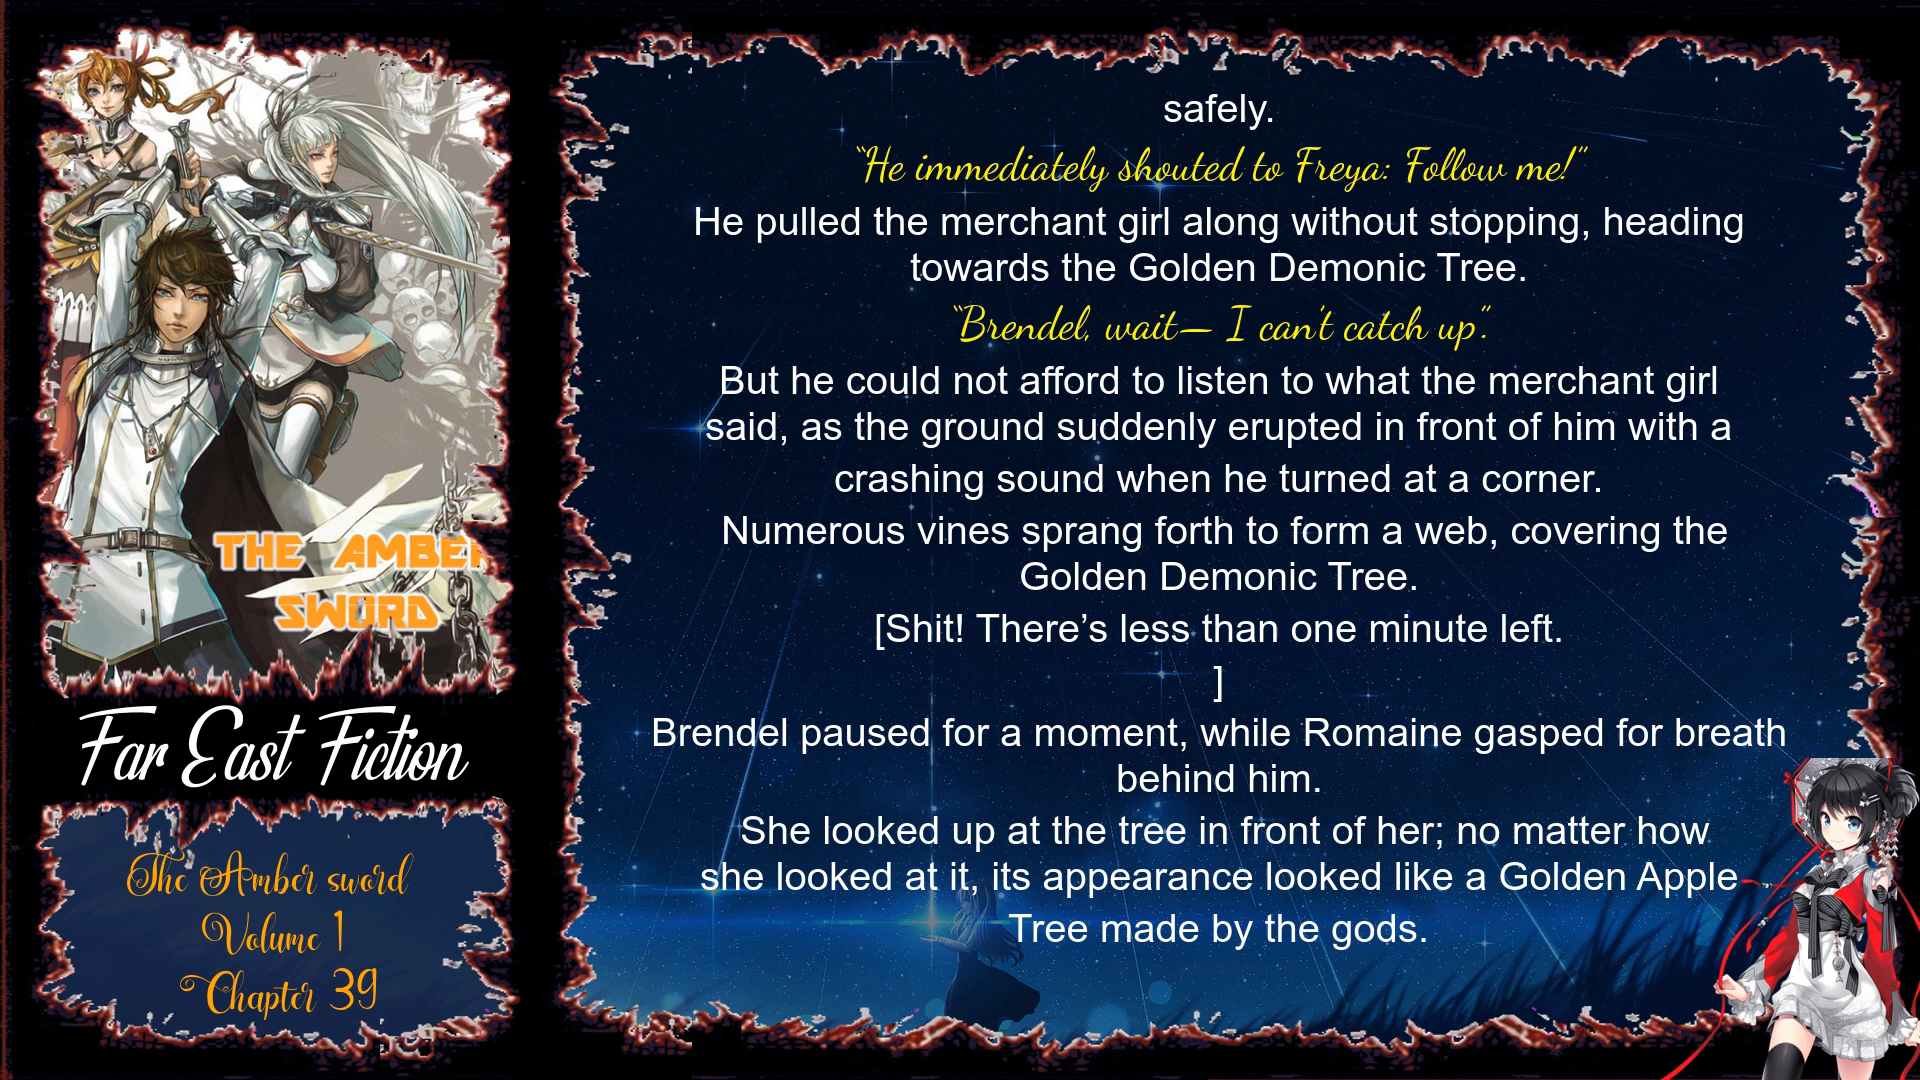 THE AMBER
SWORD
Far East Fiction
The Amber sword
Volume 1
Chapter 39
safely.
“He immediately shouted to Freya: Follow me!”
He pulled the merchant girl along without stopping, heading
towards the Golden Demonic Tree.
“Brendel, wait— I can't catch up”.
But he could not afford to listen to what the merchant girl
said, as the ground suddenly erupted in front of him with a
crashing sound when he turned at a corner.
Numerous vines sprang forth to form a web, covering the
Golden Demonic Tree.
[Shit! There’s less than one minute left.
]
Brendel paused for a moment, while Romaine gasped for breath
behind him.
She looked up at the tree in front of her; no matter how
she looked at it, its appearance looked like a Golden Apple
Tree made by the gods.